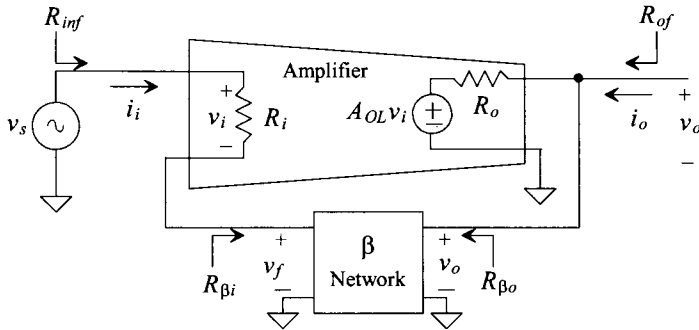 R_inf
R_of
Amplifier
i_i
+
v_i
−
R_i
A_OL v_i
+
−
R_o
i_o
+
v_o
−
v_s
R_βi
+
v_f
−
β
Network
+
v_o
−
R_βo